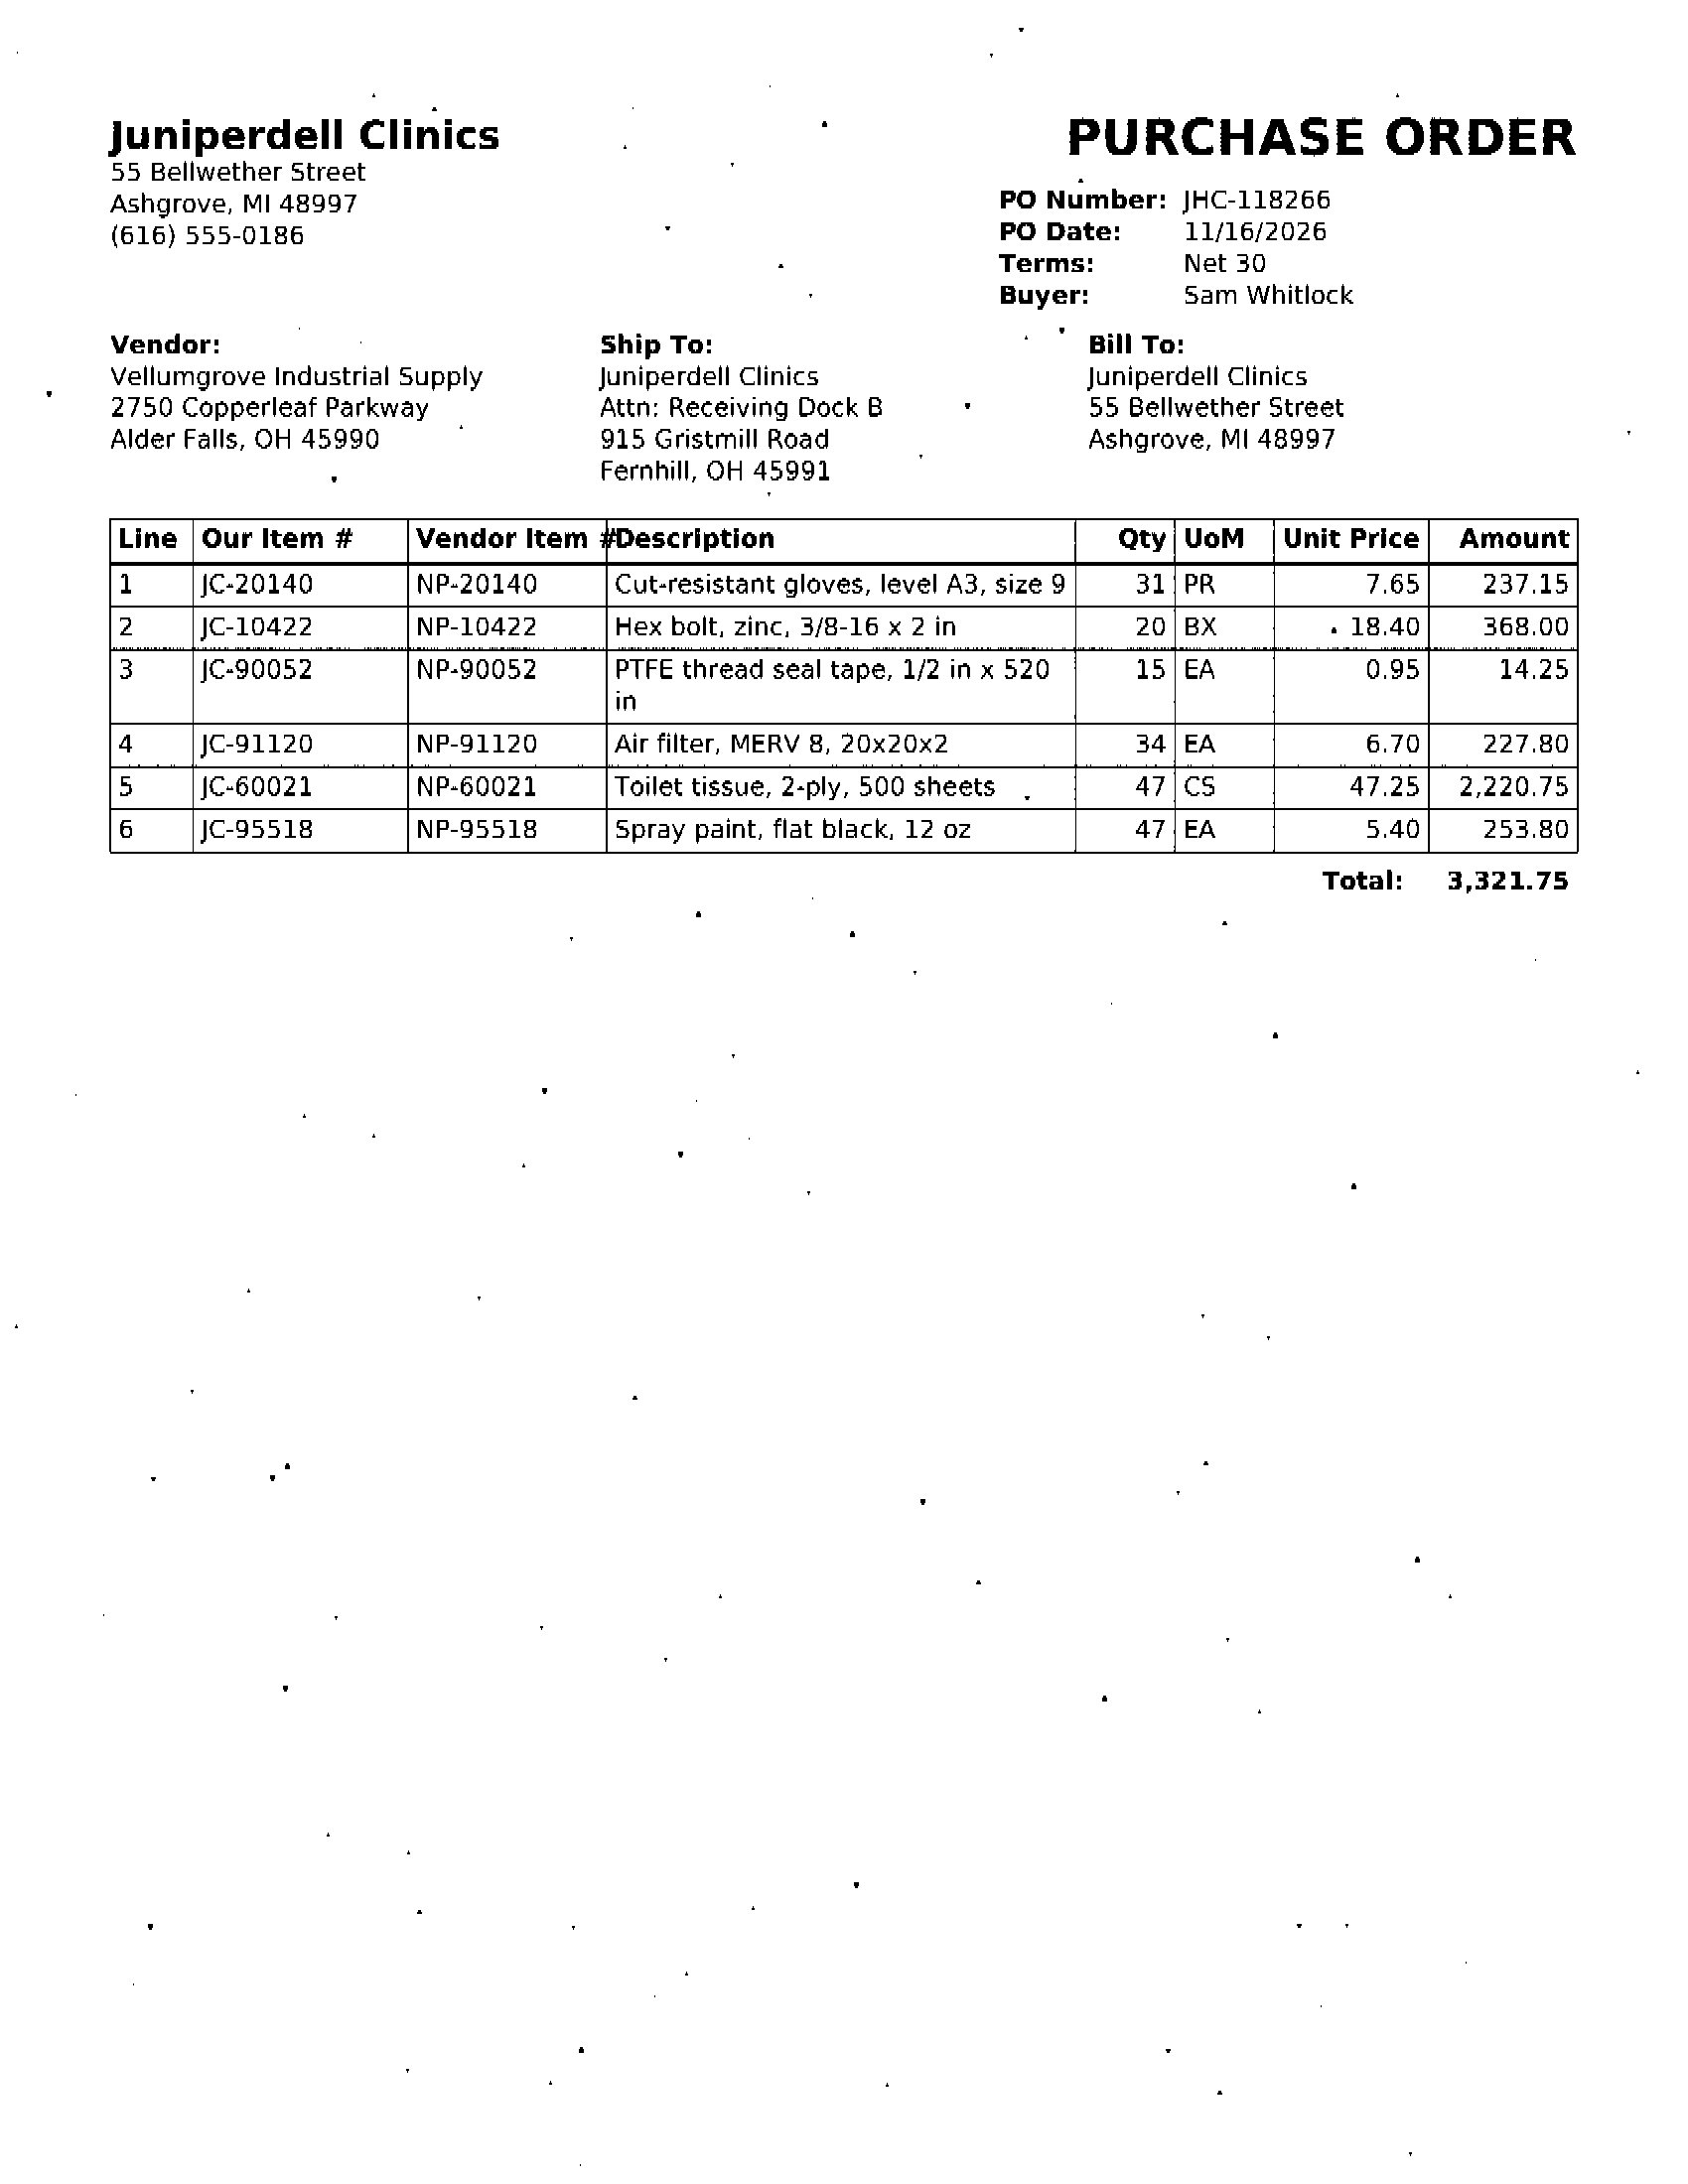 Juniperdell Clinics
55 Bellwether Street
Ashgrove, MI 48997
(616) 555-0186
PURCHASE ORDER
PO Number: JHC-118266
PO Date: 11/16/2026
Terms: Net 30
Buyer: Sam Whitlock
Vendor:
Vellumgrove Industrial Supply
2750 Copperleaf Parkway
Alder Falls, OH 45990
Ship To:
Juniperdell Clinics
Attn: Receiving Dock B
915 Gristmill Road
Fernhill, OH 45991
Bill To:
Juniperdell Clinics
55 Bellwether Street
Ashgrove, MI 48997
Line Our Item # Vendor Item # Description Qty UoM Unit Price Amount
1 JC-20140 NP-20140 Cut-resistant gloves, level A3, size 9 31 PR 7.65 237.15
2 JC-10422 NP-10422 Hex bolt, zinc, 3/8-16 x 2 in 20 BX 18.40 368.00
3 JC-90052 NP-90052 PTFE thread seal tape, 1/2 in x 520 15 EA 0.95 14.25
in
4 JC-91120 NP-91120 Air filter, MERV 8, 20x20x2 34 EA 6.70 227.80
5 JC-60021 NP-60021 Toilet tissue, 2-ply, 500 sheets 47 CS 47.25 2,220.75
6 JC-95518 NP-95518 Spray paint, flat black, 12 oz 47 EA 5.40 253.80
Total: 3,321.75